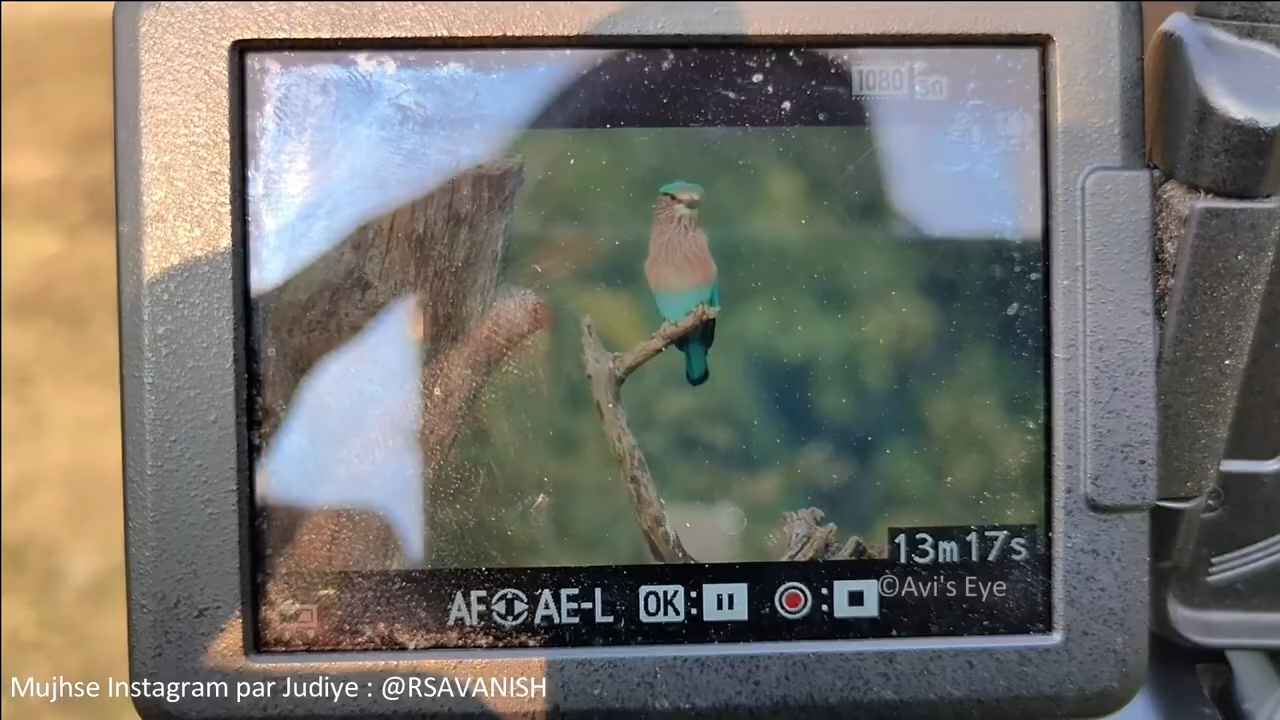 1080 50
13m17s
AF AE-L OK : :
©Avi's Eye
Mujhse Instagram par Judiye : @RSAVANISH